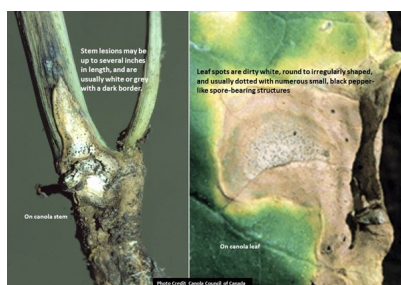 Stem lesions may be
up to several inches
in length, and are
usually white or grey
with a dark border.
On canola stem
Leaf spots are dirty white, round to irregularly shaped,
and usually dotted with numerous small, black pepper-
like spore-bearing structures
On canola leaf
Photo Credit Canola Council of Canada